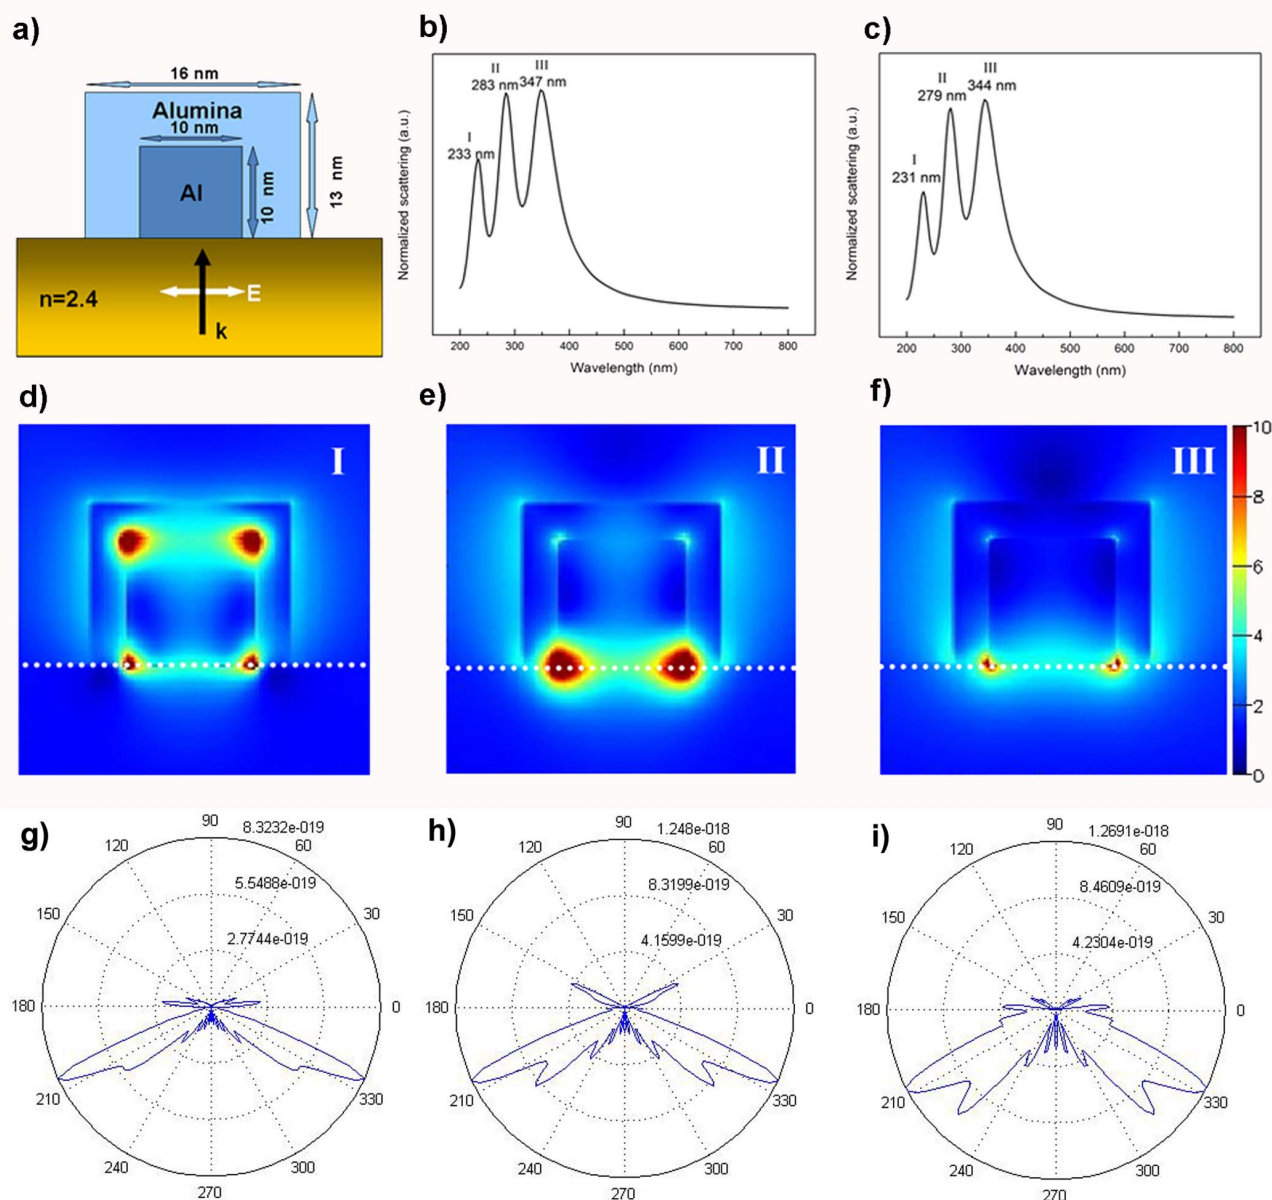 a)
16 nm
Alumina
10 nm
Al
10 nm
13 nm
n=2.4
E
k
b)
Normalized scattering (a.u.)
I
233 nm
II
283 nm
III
347 nm
200 300 400 500 600 700 800
Wavelength (nm)
c)
Normalized scattering (a.u.)
I
231 nm
II
279 nm
III
344 nm
200 300 400 500 600 700 800
Wavelength (nm)
d)
I
e)
II
f)
III
10
8
6
4
2
0
g)
90
8.3232e-019
120
60
5.5488e-019
150
30
2.7744e-019
180
0
210
330
240
300
270
h)
90
1.248e-018
120
60
8.3199e-019
150
30
4.1599e-019
180
0
210
330
240
300
270
i)
90
1.2691e-018
120
60
8.4609e-019
150
30
4.2304e-019
180
0
210
330
240
300
270